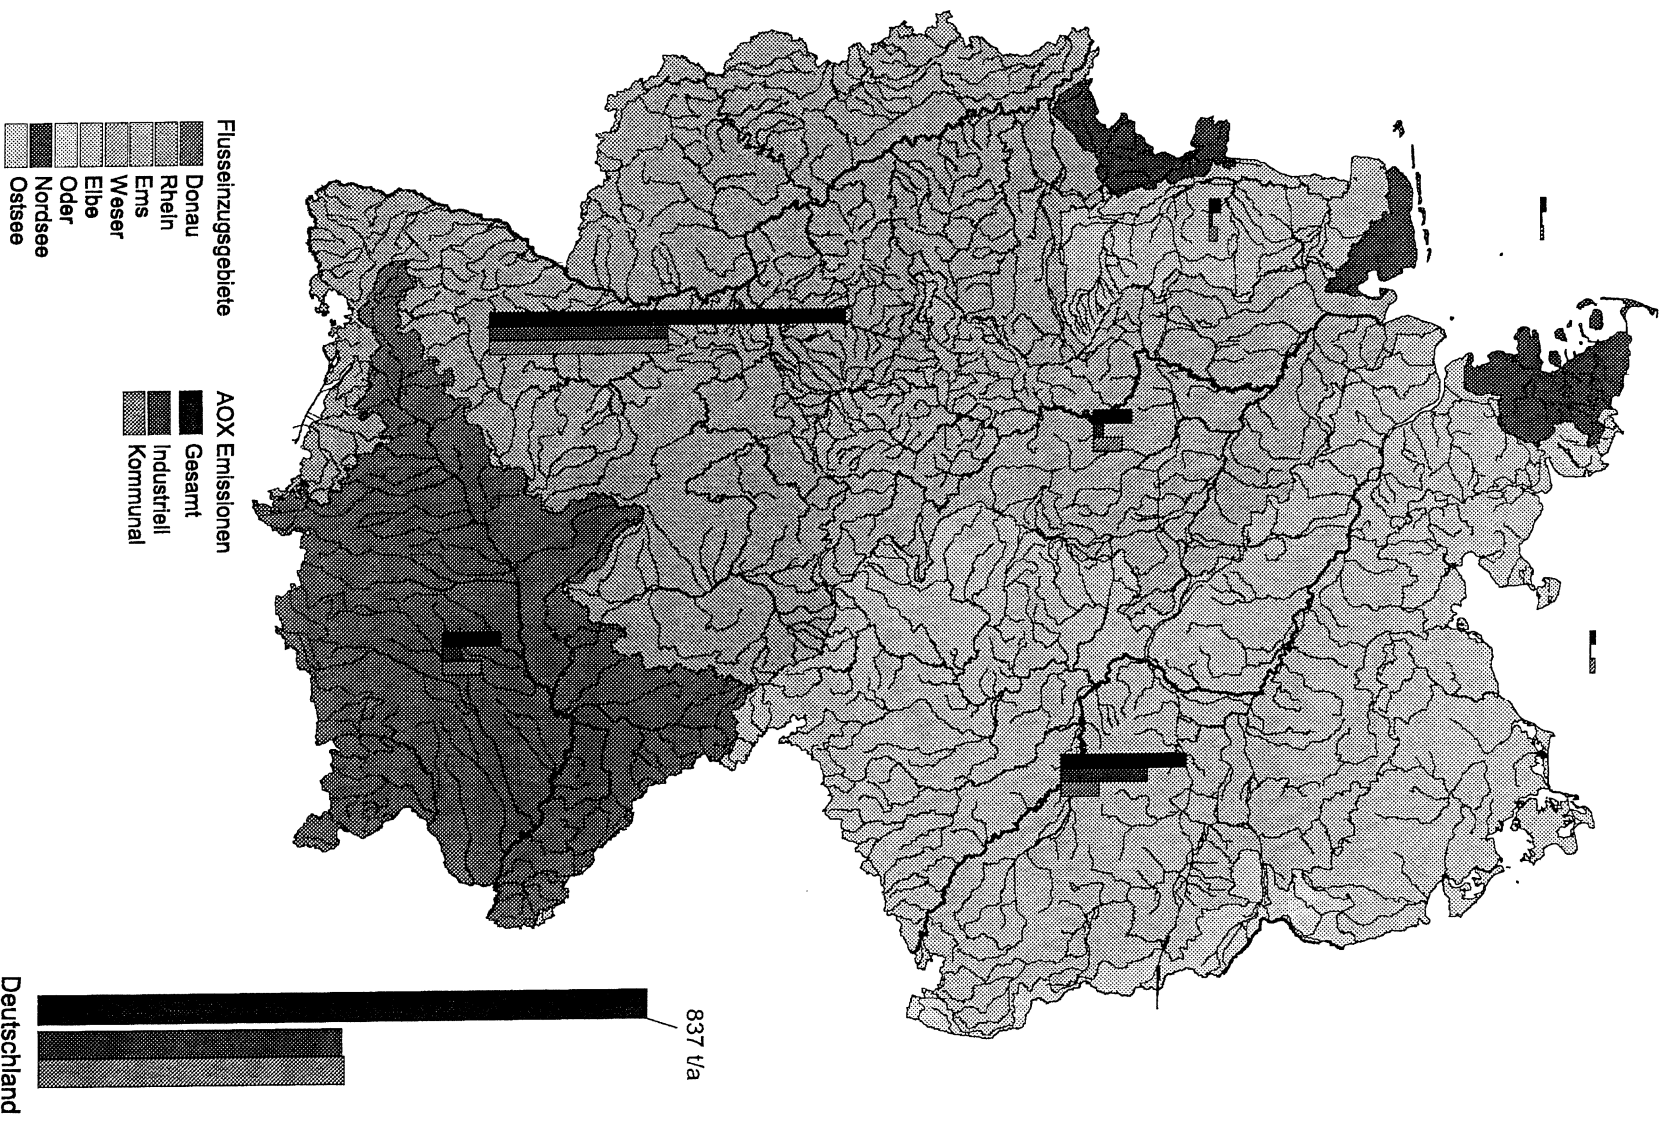 Flusseinzugsgebiete
Donau
Rhein
Ems
Weser
Elbe
Oder
Nordsee
Ostsee
AOX Emissionen
Gesamt
Industriell
Kommunal
837 t/a
Deutschland